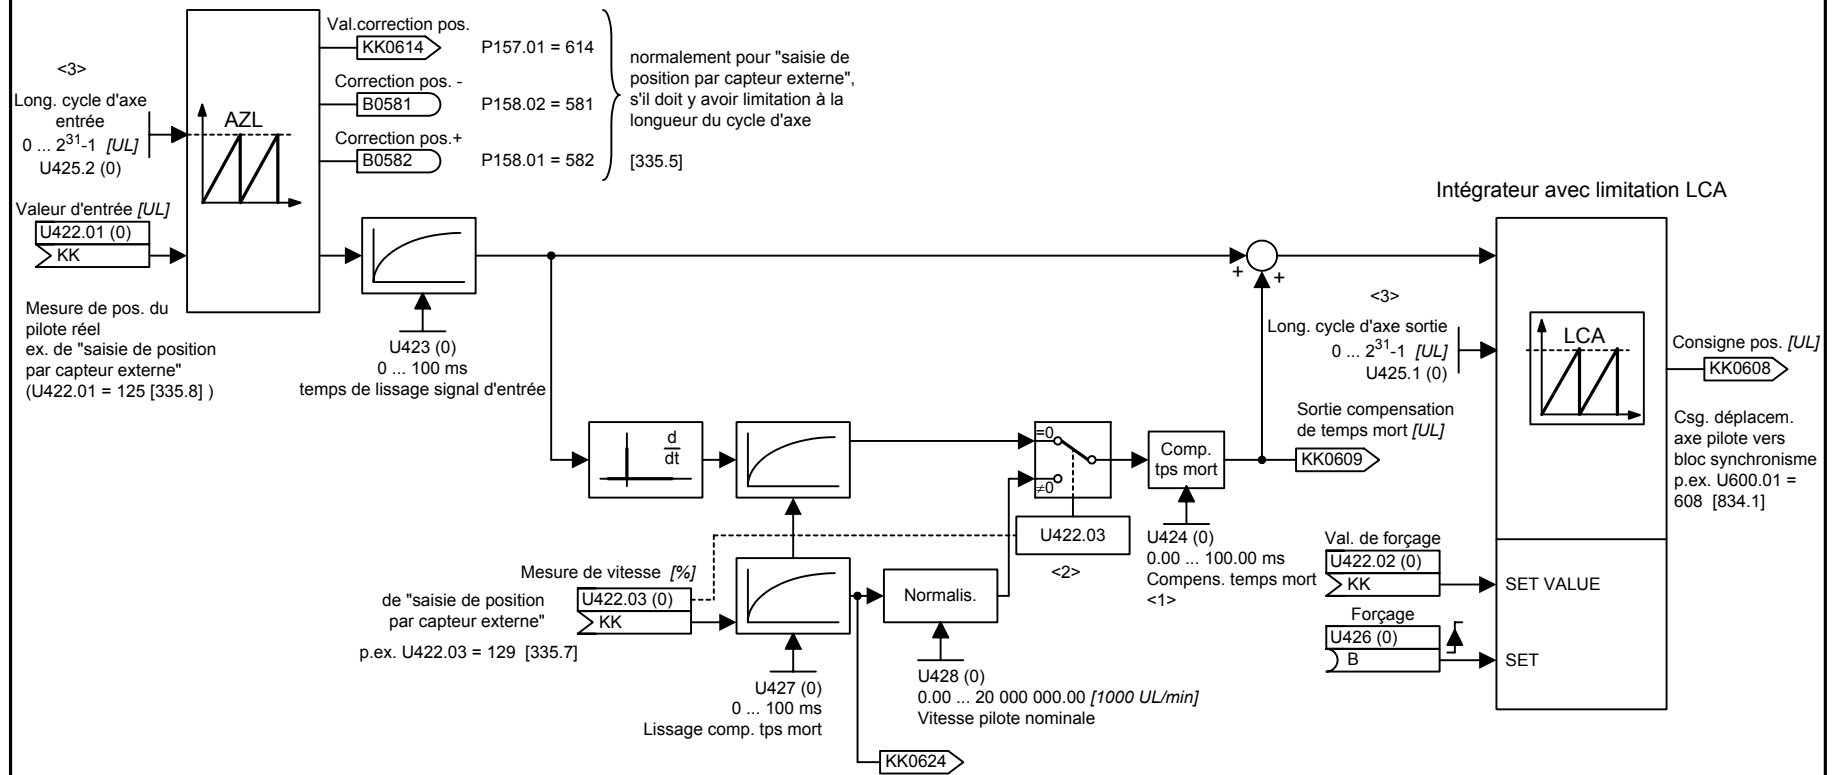 Val.correction pos.
KK0614
P157.01 = 614
Correction pos. -
B0581
P158.02 = 581
Correction pos.+
B0582
P158.01 = 582
normalement pour "saisie de
position par capteur externe",
s'il doit y avoir limitation à la
longueur du cycle d'axe
[335.5]
<3>
Long. cycle d'axe
entrée
0 ... 2^31-1 [UL]
U425.2 (0)
AZL
Valeur d'entrée [UL]
U422.01 (0)
KK
Mesure de pos. du
pilote réel
ex. de "saisie de position
par capteur externe"
(U422.01 = 125 [335.8] )
U423 (0)
0 ... 100 ms
temps de lissage signal d'entrée
+
+
Intégrateur avec limitation LCA
<3>
Long. cycle d'axe sortie
0 ... 2^31-1 [UL]
U425.1 (0)
LCA
Consigne pos. [UL]
KK0608
Csg. déplacem.
axe pilote vers
bloc synchronisme
p.ex. U600.01 =
608 [834.1]
Sortie compensation
de temps mort [UL]
KK0609
d
dt
=0
≠0
U422.03
<2>
Comp.
tps mort
U424 (0)
0.00 ... 100.00 ms
Compens. temps mort
<1>
Mesure de vitesse [%]
U422.03 (0)
KK
de "saisie de position
par capteur externe"
p.ex. U422.03 = 129 [335.7]
Normalis.
U427 (0)
0 ... 100 ms
Lissage comp. tps mort
U428 (0)
0.00 ... 20 000 000.00 [1000 UL/min]
Vitesse pilote nominale
KK0624
Val. de forçage
U422.02 (0)
KK
SET VALUE
Forçage
U426 (0)
B
SET